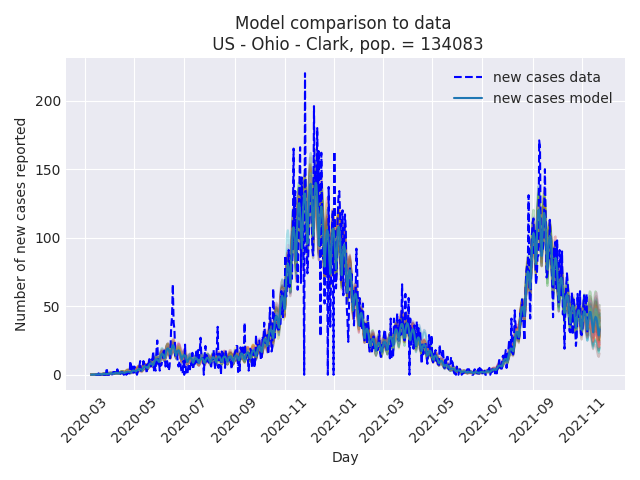 Model comparison to data
US - Ohio - Clark, pop. = 134083
new cases data
new cases model
Number of new cases reported
200
150
100
50
0
2020-03
2020-05
2020-07
2020-09
2020-11
2021-01
2021-03
2021-05
2021-07
2021-09
2021-11
Day